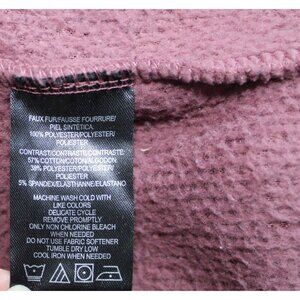 FAUX FUR/FAUSSE FOURRURE/
PIEL SINTÉTICA:
100% POLYESTER/POLYESTER/
POLIESTER
CONTRAST/CONTRASTE/CONTRASTE:
57% COTTON/COTON/ALGODON
38% POLYESTER/POLYESTER/
POLIESTER
5% SPANDEX/ELASTHANNE/ELASTANO
MACHINE WASH COLD WITH
LIKE COLORS
DELICATE CYCLE
REMOVE PROMPTLY
ONLY NON CHLORINE BLEACH
WHEN NEEDED
DO NOT USE FABRIC SOFTENER
TUMBLE DRY LOW
COOL IRON WHEN NEEDED